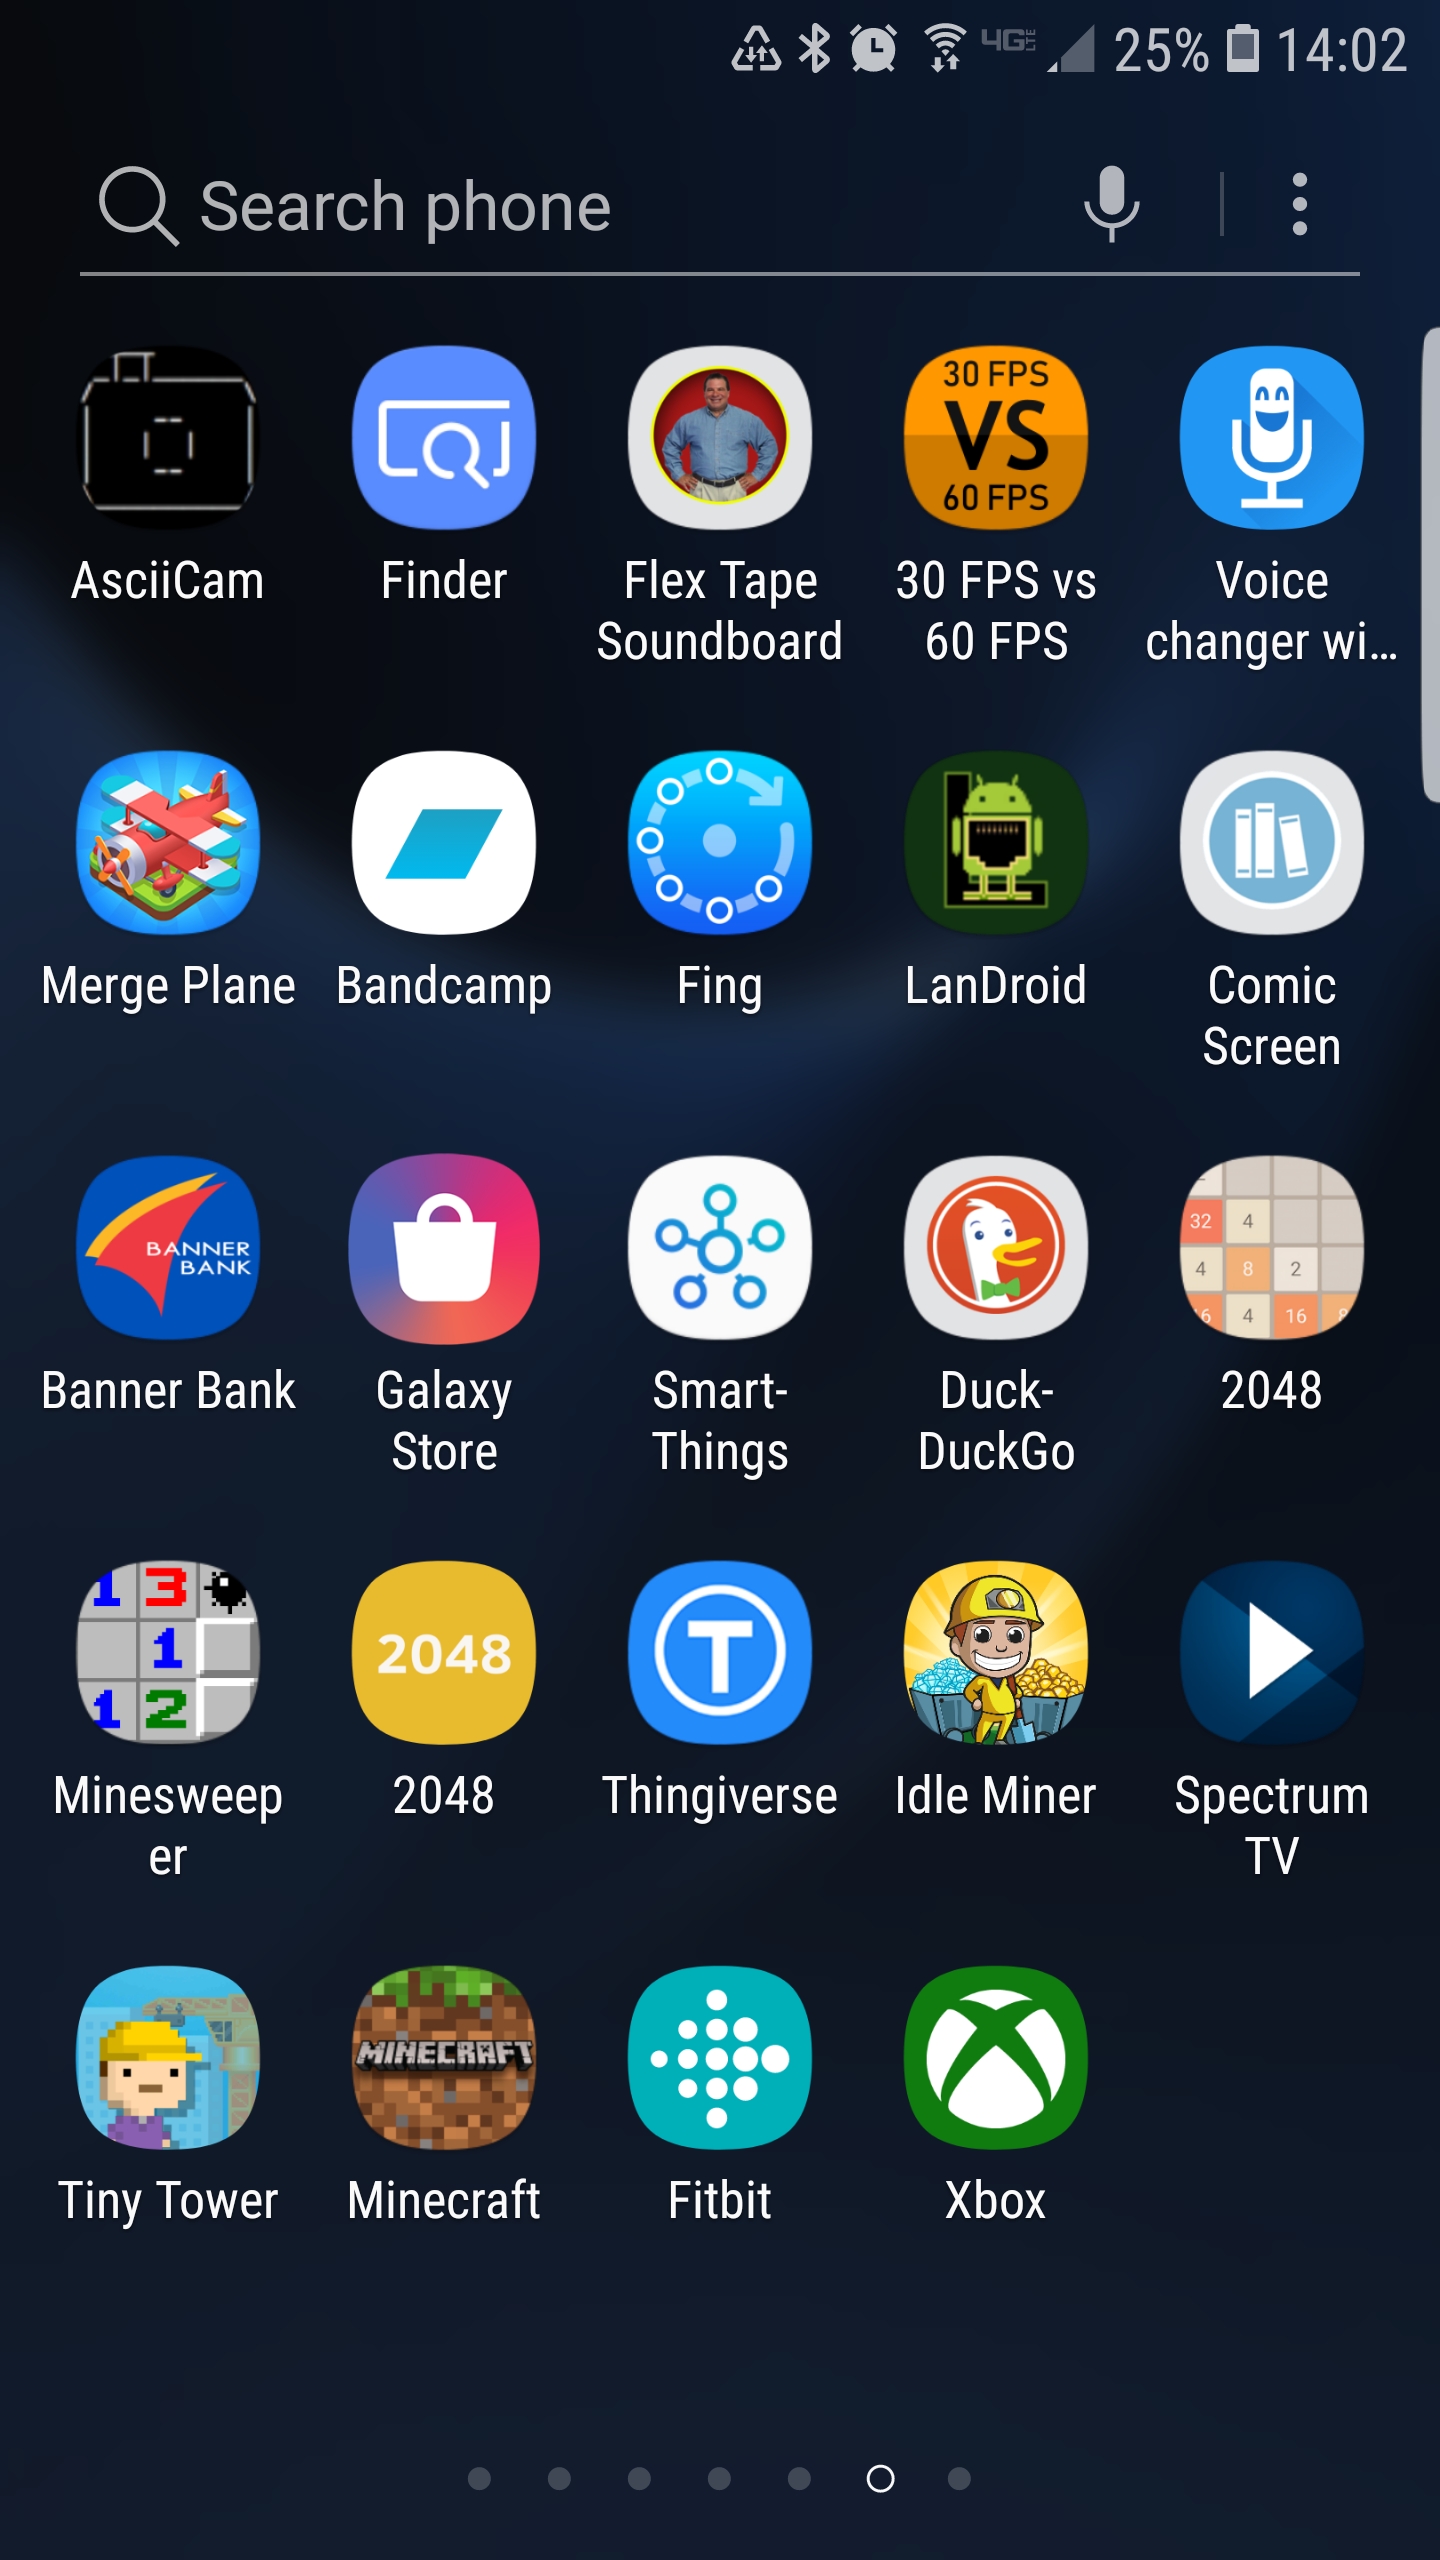 4G LTE 25% 14:02
Search phone
30 FPS
VS
60 FPS
AsciiCam Finder Flex Tape Soundboard 30 FPS vs 60 FPS Voice changer wi...
Merge Plane Bandcamp Fing LanDroid Comic Screen
BANNER
BANK
32 4
4 8 2
16 4 16 8
Banner Bank Galaxy Store Smart-Things Duck-DuckGo 2048
1 3
1
1 2
2048
T
Minesweeper 2048 Thingiverse Idle Miner Spectrum TV
MINECRAFT
Tiny Tower Minecraft Fitbit Xbox